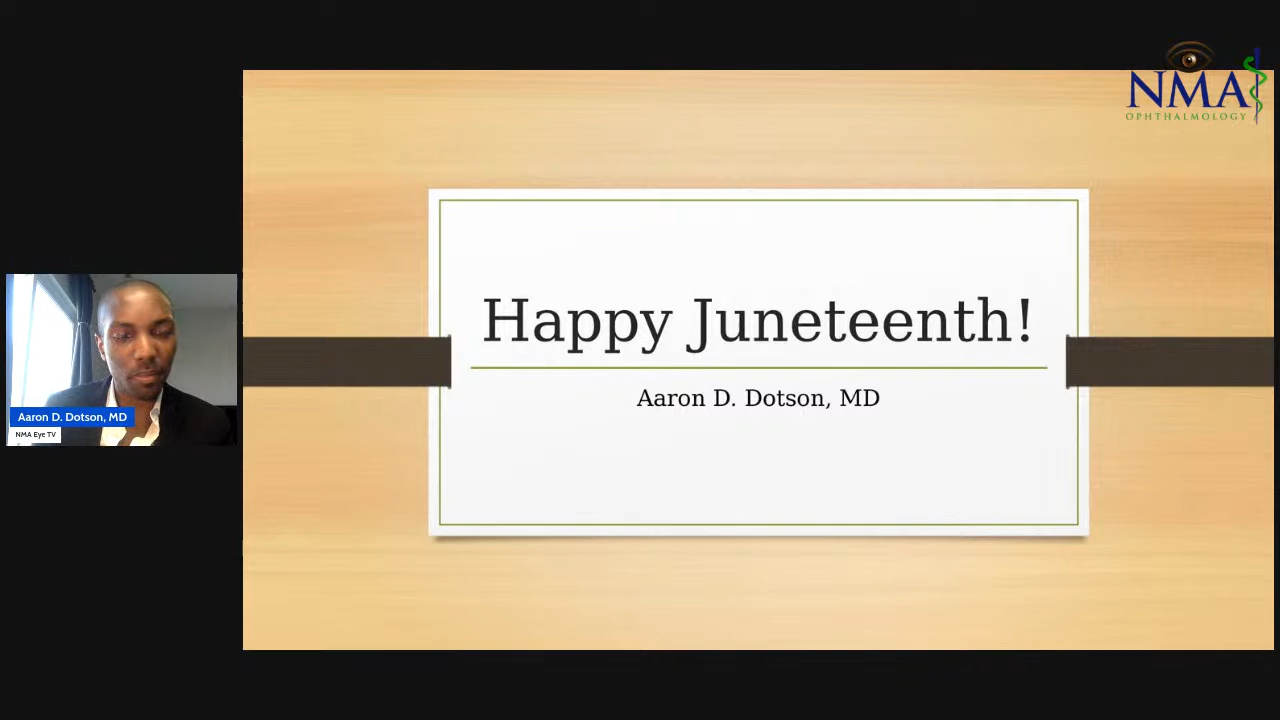 NMA
OPHTHALMOLOGY
Happy Juneteenth!
Aaron D. Dotson, MD
Aaron D. Dotson, MD
NMA Eye TV